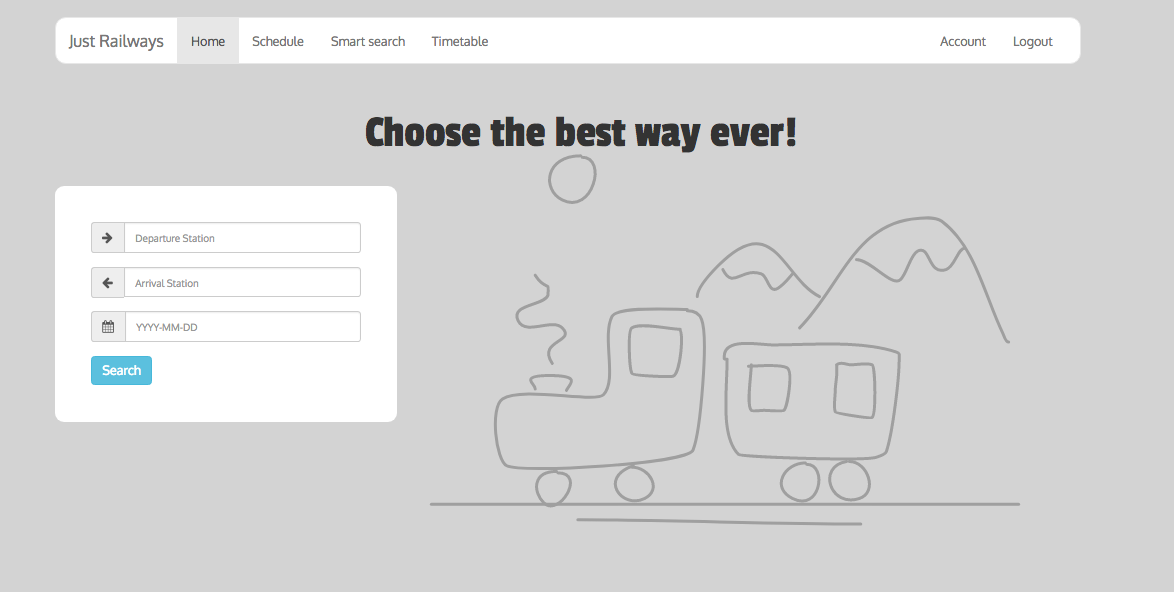 Just Railways Home Schedule Smart search Timetable Account Logout
Choose the best way ever!
Departure Station
Arrival Station
YYYY-MM-DD
Search